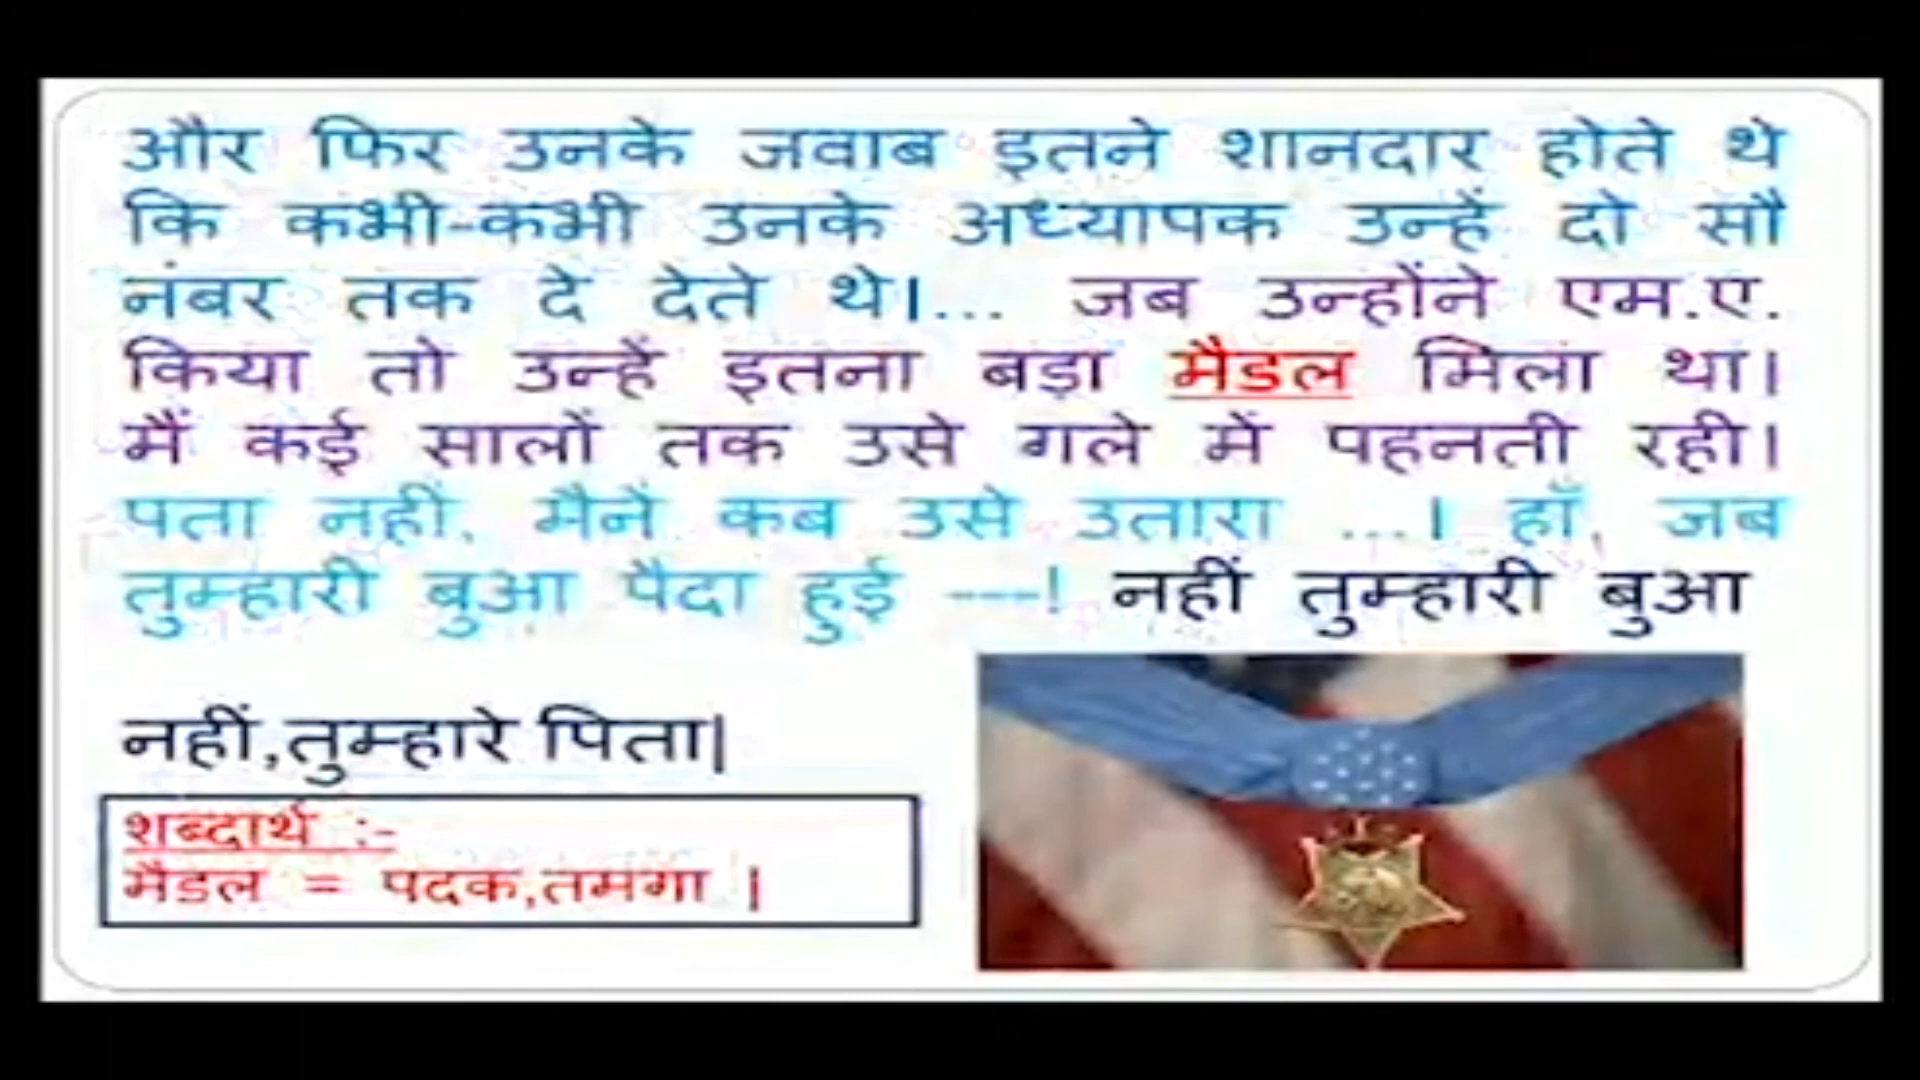 और फिर उनके जवाब इतने शानदार होते थे
कि कभी-कभी उनके अध्यापक उन्हें दो सौ
नंबर तक दे देते थे।... जब उन्होंने एम.ए.
किया तो उन्हें इतना बड़ा मैडल मिला था।
मैं कई सालों तक उसे गले में पहनती रही।
पता नहीं, मैनें कब उसे उतारा ...। हाँ, जब
तुम्हारी बुआ पैदा हुई ---! नहीं तुम्हारी बुआ
नहीं,तुम्हारे पिता|
शब्दार्थ :-
मैडल = पदक,तमगा |